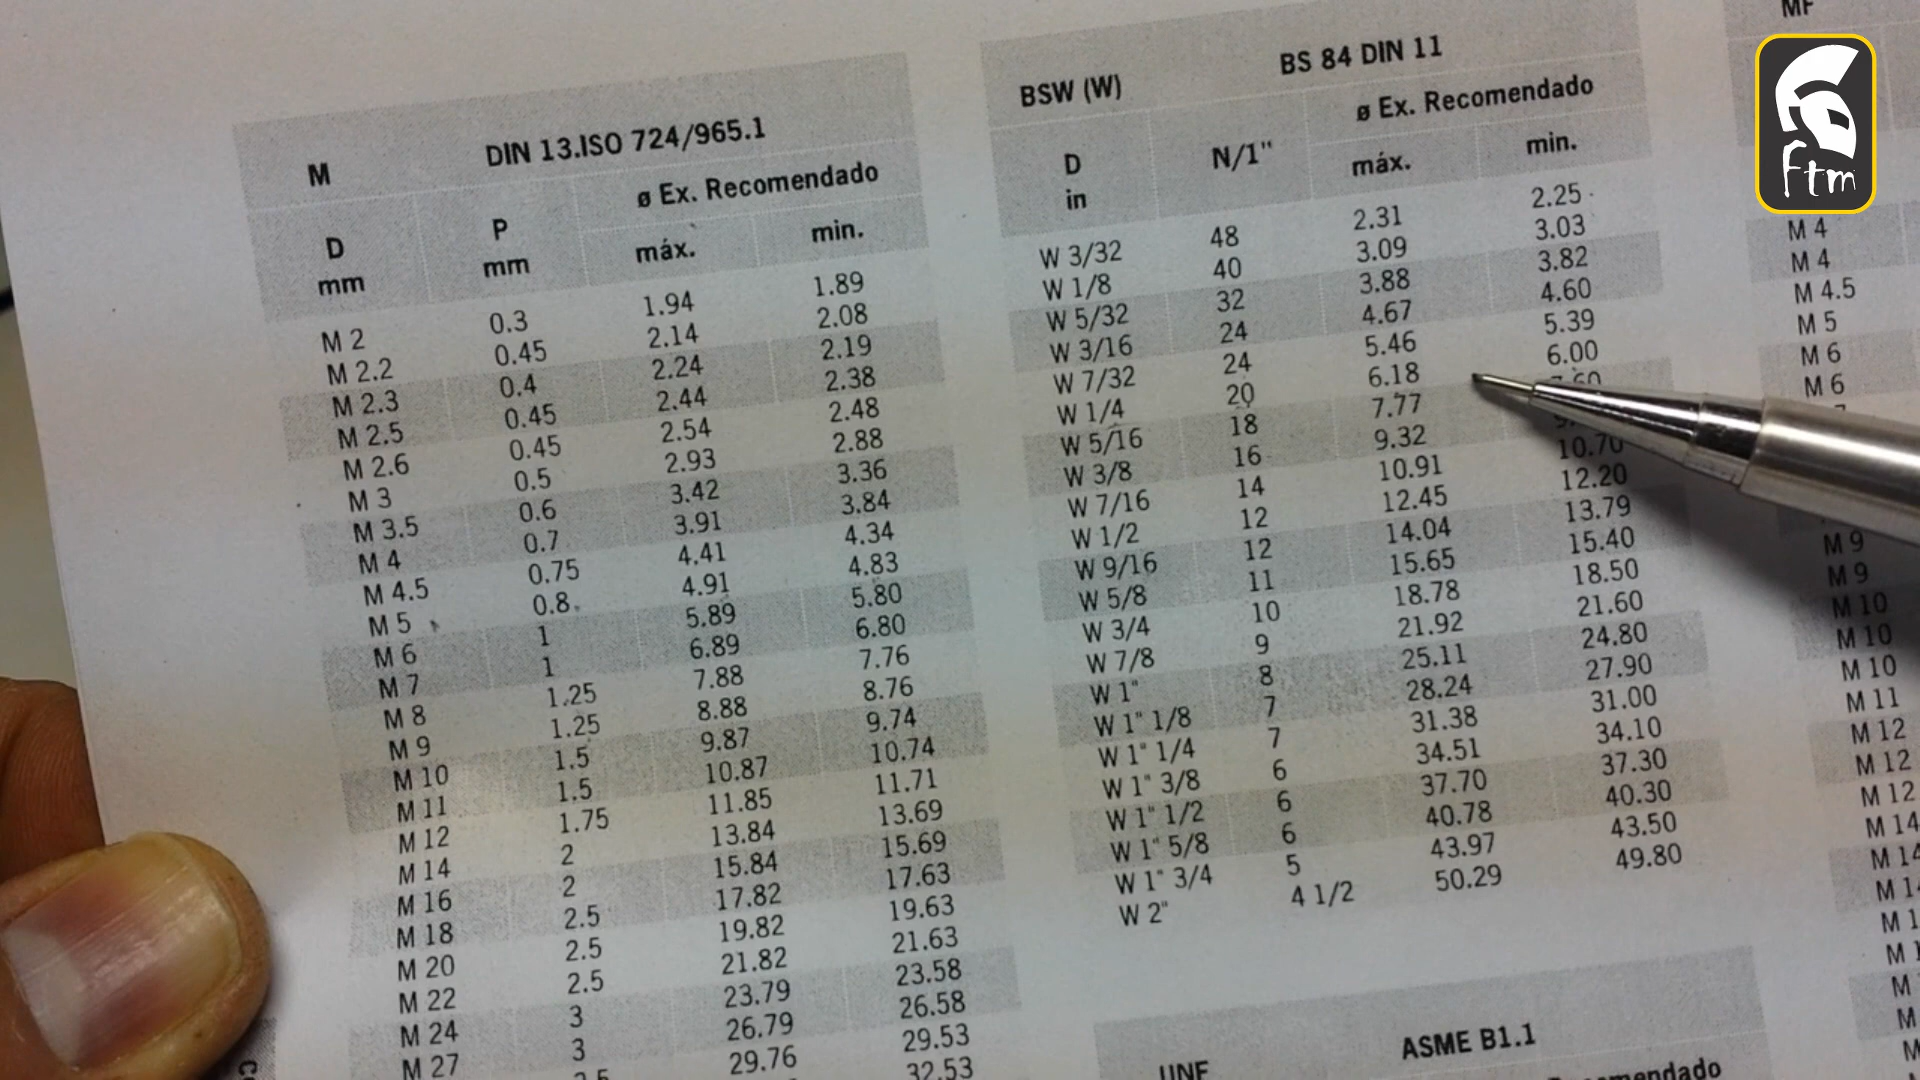 M DIN 13.ISO 724/965.1
D mm P mm ø Ex. Recomendado
máx. min.
M 2 0.3 1.94 1.89
M 2.2 0.45 2.14 2.08
M 2.3 0.4 2.24 2.19
M 2.5 0.45 2.44 2.38
M 2.6 0.45 2.54 2.48
M 3 0.5 2.93 2.88
M 3.5 0.6 3.42 3.36
M 4 0.7 3.91 3.84
M 4.5 0.75 4.41 4.34
M 5 0.8 4.91 4.83
M 6 1 5.89 5.80
M 7 1 6.89 6.80
M 8 1.25 7.88 7.76
M 9 1.25 8.88 8.76
M 10 1.5 9.87 9.74
M 11 1.5 10.87 10.74
M 12 1.75 11.85 11.71
M 14 2 13.84 13.69
M 16 2 15.84 15.69
M 18 2.5 17.82 17.63
M 20 2.5 19.82 19.63
M 22 2.5 21.82 21.63
M 24 3 23.79 23.58
M 27 3 26.79 26.58
29.76 29.53
32.53
BSW (W) BS 84 DIN 11
D in N/1" ø Ex. Recomendado
máx. min.
W 3/32 48 2.31 2.25
W 1/8 40 3.09 3.03
W 5/32 32 3.88 3.82
W 3/16 24 4.67 4.60
W 7/32 24 5.46 5.39
W 1/4 20 6.18 6.00
W 5/16 18 7.77
W 3/8 16 9.32
W 7/16 14 10.91 10.70
W 1/2 12 12.45 12.20
W 9/16 12 14.04 13.79
W 5/8 11 15.65 15.40
W 3/4 10 18.78 18.50
W 7/8 9 21.92 21.60
W 1" 8 25.11 24.80
W 1" 1/8 7 28.24 27.90
W 1" 1/4 7 31.38 31.00
W 1" 3/8 6 34.51 34.10
W 1" 1/2 6 37.70 37.30
W 1" 5/8 6 40.78 40.30
W 1" 3/4 5 43.97 43.50
W 2" 4 1/2 50.29 49.80
UNF ASME B1.1
Recomendado
MF
M 4
M 4
M 4.5
M 5
M 6
M 6
M 9
M 9
M 10
M 10
M 10
M 11
M 12
M 12
M 12
M 14
M 14
Ftm